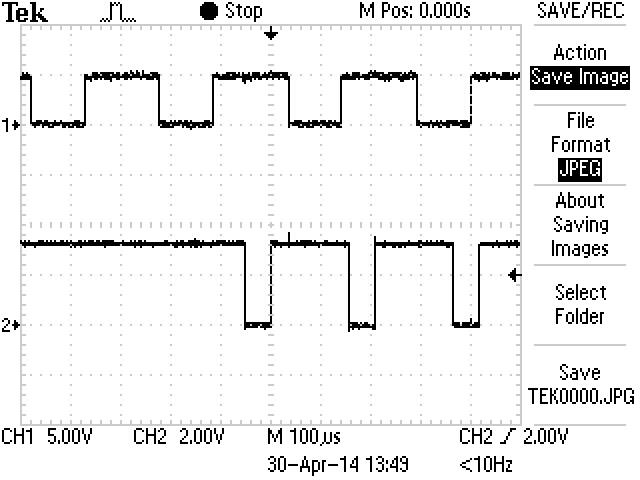 Tek Stop M Pos: 0.000s SAVE/REC
Action
Save Image
File
Format
JPEG
About
Saving
Images
Select
Folder
Save
TEK0000.JPG
1
2
CH1 5.00V CH2 2.00V M 100µs CH2 2.00V
30-Apr-14 13:49 <10Hz